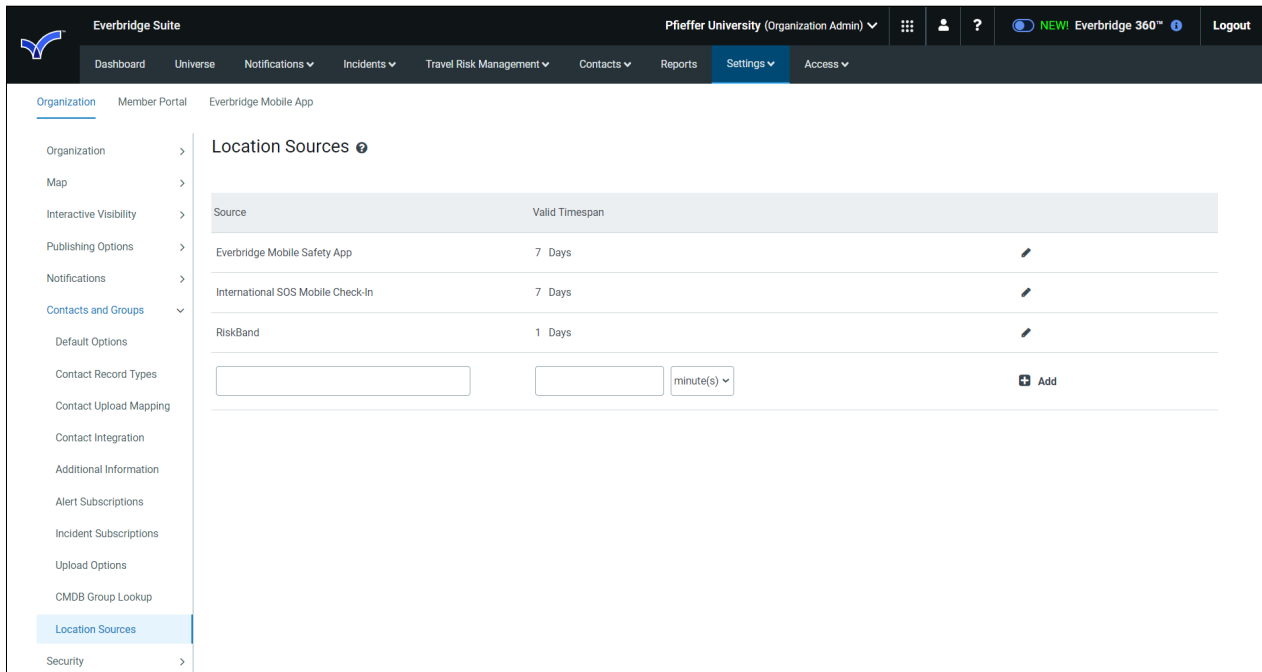 Everbridge Suite
Pfieffer University (Organization Admin)
?
NEW! Everbridge 360™
Logout
Dashboard
Universe
Notifications
Incidents
Travel Risk Management
Contacts
Reports
Settings
Access
Organization
Member Portal
Everbridge Mobile App
Organization
Map
Interactive Visibility
Publishing Options
Notifications
Contacts and Groups
Default Options
Contact Record Types
Contact Upload Mapping
Contact Integration
Additional Information
Alert Subscriptions
Incident Subscriptions
Upload Options
CMDB Group Lookup
Location Sources
Security
Location Sources
Source Valid Timespan
Everbridge Mobile Safety App 7 Days
International SOS Mobile Check-In 7 Days
RiskBand 1 Days
minute(s) Add